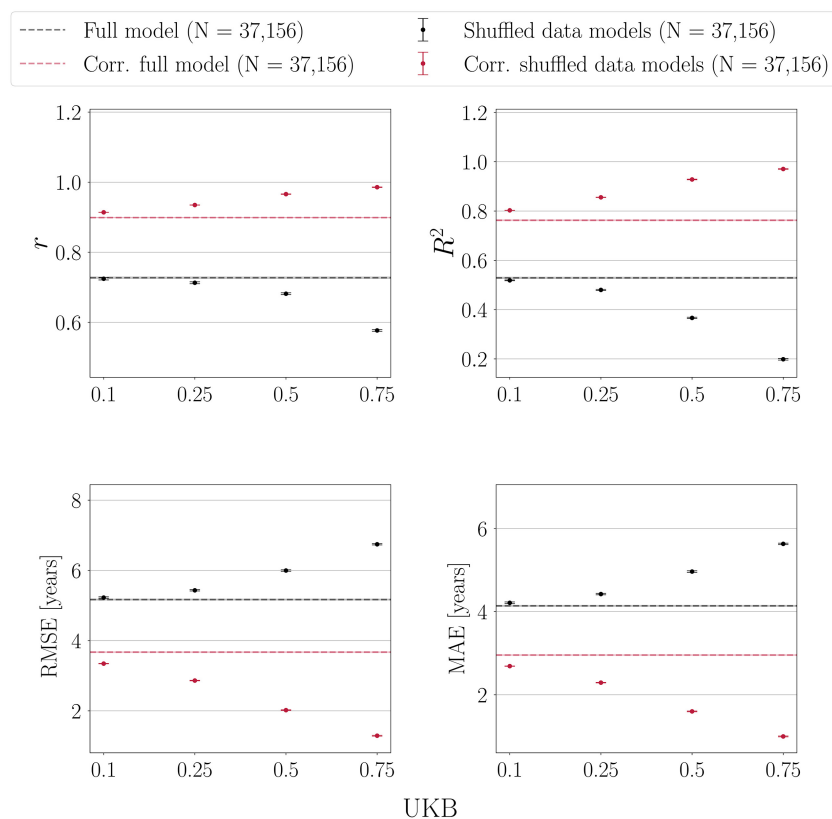 Full model (N = 37,156)
Shuffled data models (N = 37,156)
Corr. full model (N = 37,156)
Corr. shuffled data models (N = 37,156)
1.2
1.0
0.8
0.6
r
0.1 0.25 0.5 0.75
1.2
1.0
0.8
0.6
0.4
0.2
R²
0.1 0.25 0.5 0.75
8
6
4
2
RMSE [years]
0.1 0.25 0.5 0.75
6
4
2
MAE [years]
0.1 0.25 0.5 0.75
UKB